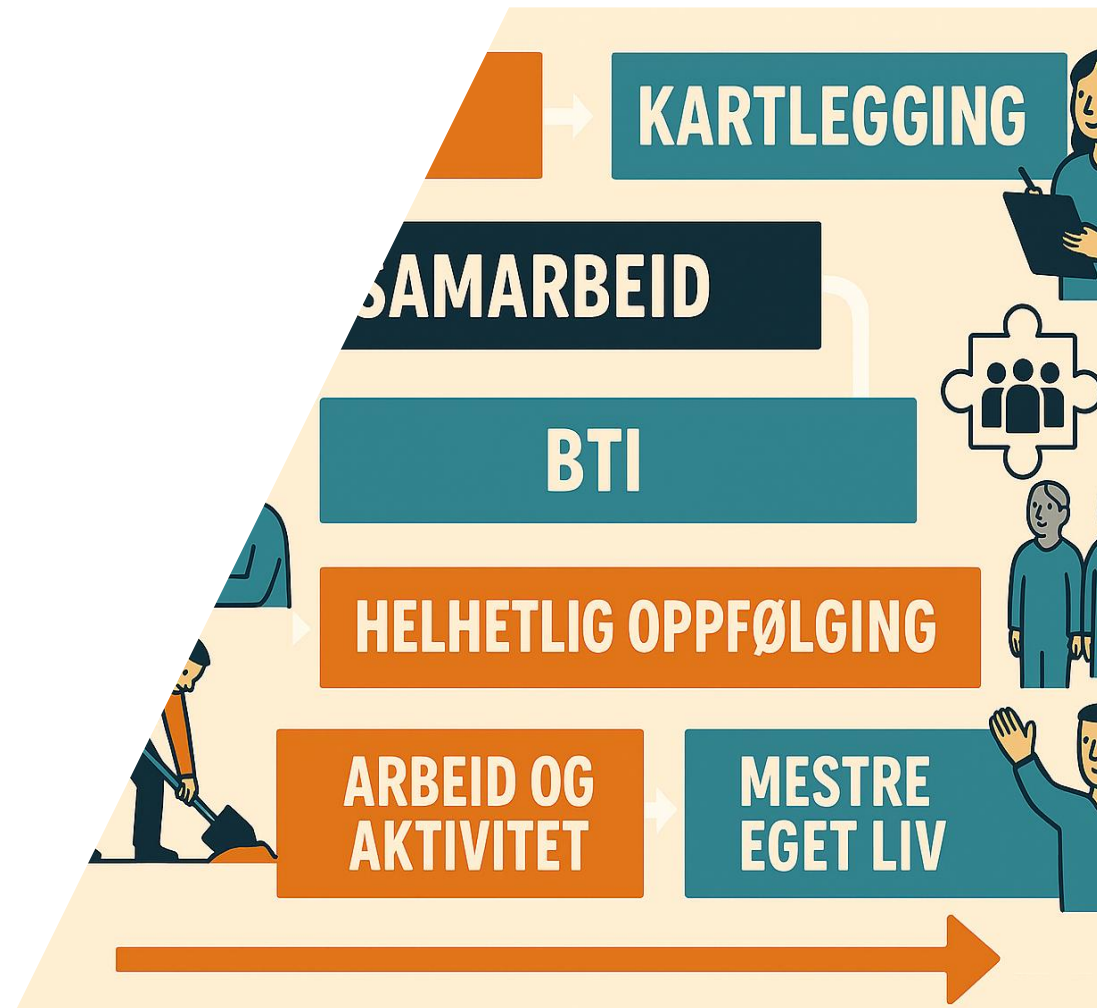 KARTLEGGING
SAMARBEID
BTI
HELHETLIG OPPFØLGING
ARBEID OG
AKTIVITET
MESTRE
EGET LIV